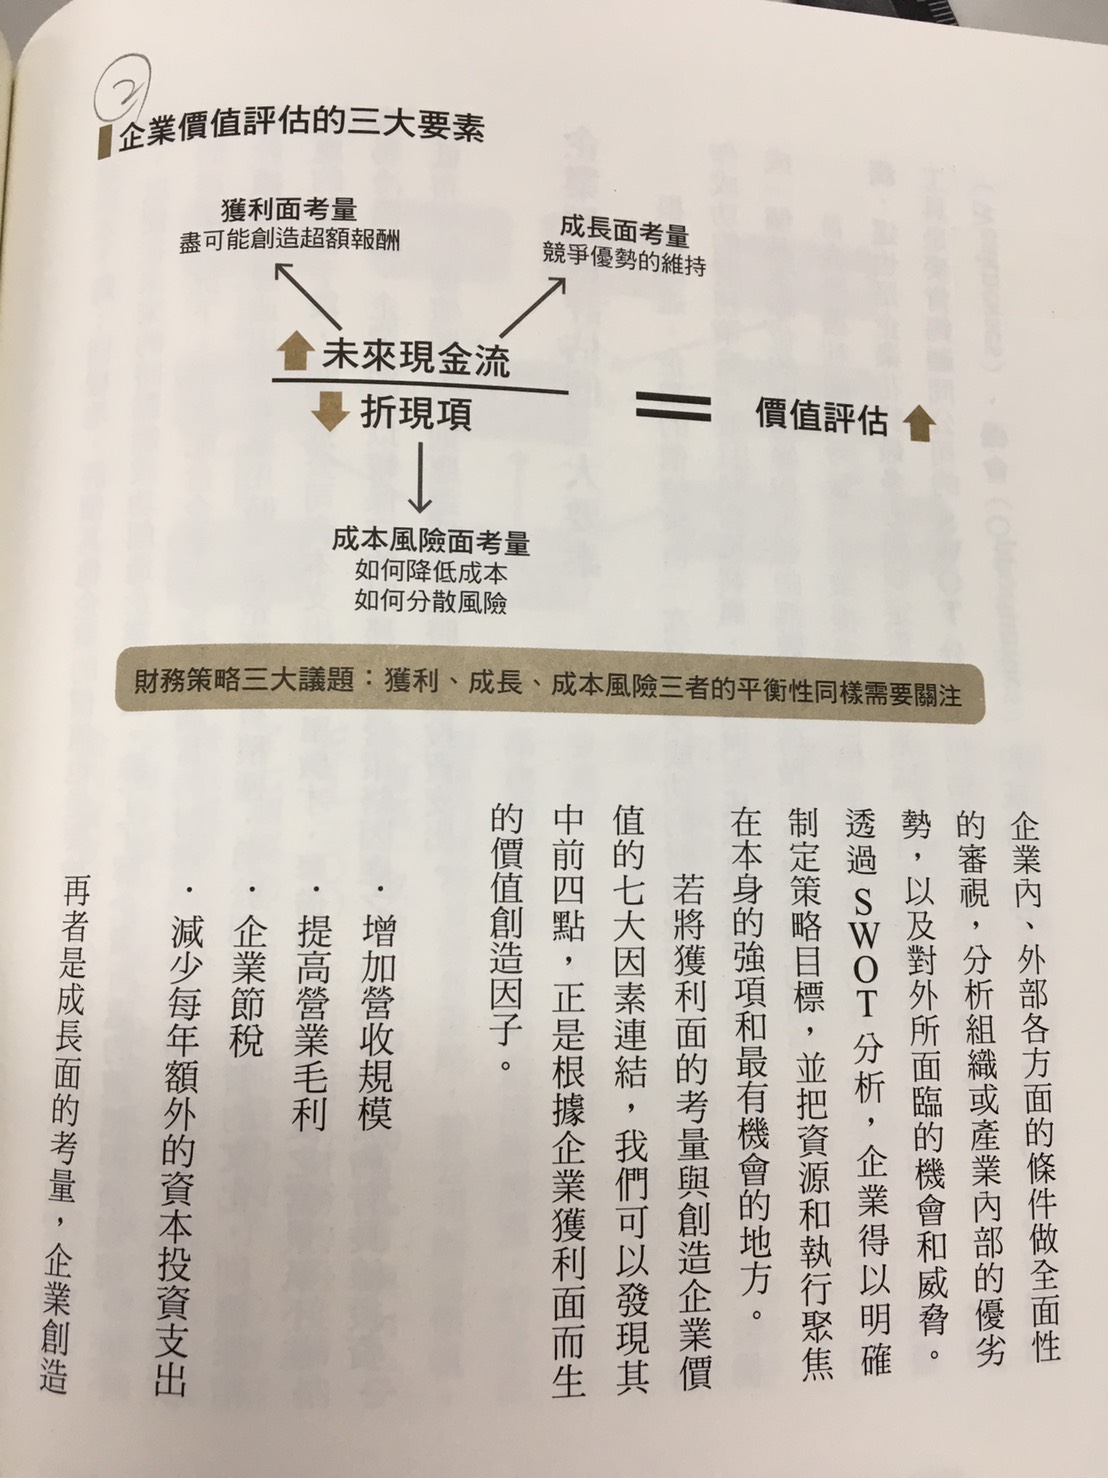 2
企業價值評估的三大要素
獲利面考量
盡可能創造超額報酬
成長面考量
競爭優勢的維持
未來現金流
折現項
=
價值評估
成本風險面考量
如何降低成本
如何分散風險
財務策略三大議題：獲利、成長、成本風險三者的平衡性同樣需要關注
企業內、外部各方面的條件做全面性
的審視，分析組織或產業內部的優劣
勢，以及對外所面臨的機會和威脅。
透過SWOT分析，企業得以明確
制定策略目標，並把資源和執行聚焦
在本身的強項和最有機會的地方。
若將獲利面的考量與創造企業價
值的七大因素連結，我們可以發現其
中前四點，正是根據企業獲利面而生
的價值創造因子。
・增加營收規模
・提高營業毛利
・企業節稅
・減少每年額外的資本投資支出
再者是成長面的考量，企業創造